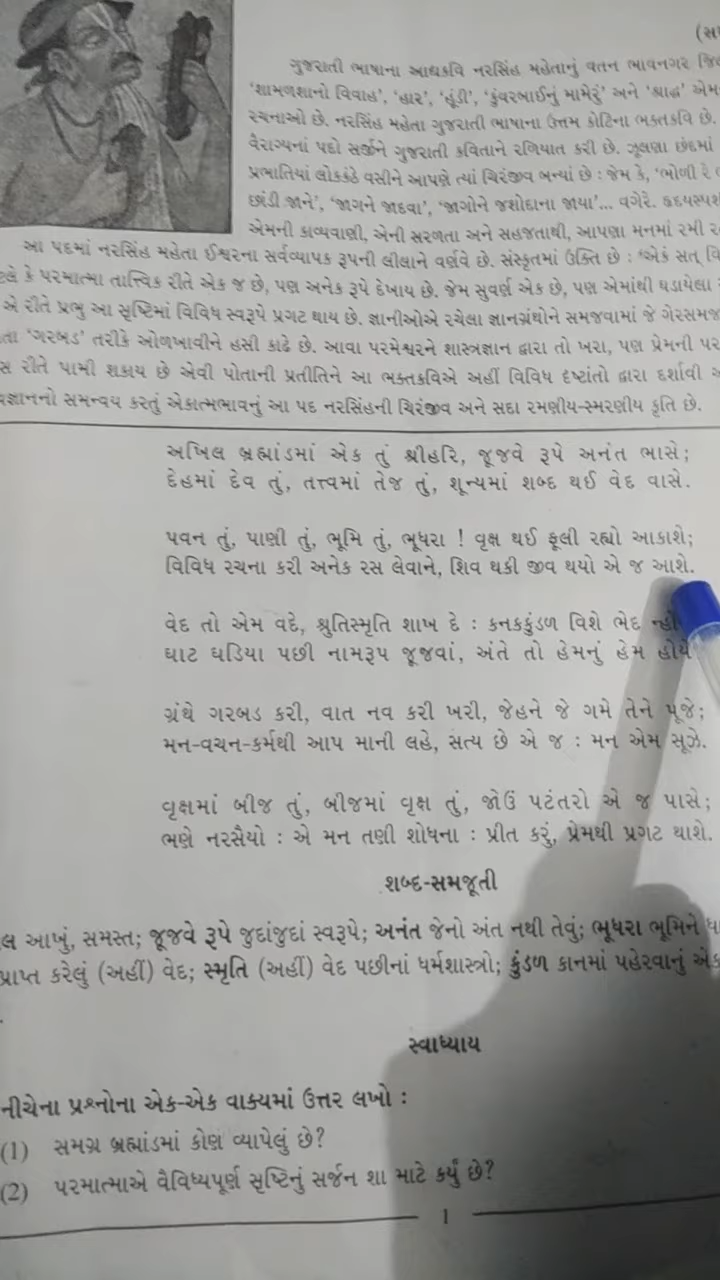 (સ
ગુજરાતી ભાષાના આદ્યકવિ નરસિંહ મહેતાનું વતન ભાવનગર
‘શામળશાનો વિવાહ’, ‘હાર’, ‘હૂંડી’, ‘કુંવરબાઈનું મામેરું’ અને ‘શ્રાદ્ધ’ એમ
રચનાઓ છે. નરસિંહ મહેતા ગુજરાતી ભાષાના ઉત્તમ કોટિના ભક્તકવિ છે.
વૈરાગ્યનાં પદો સર્જીને ગુજરાતી કવિતાને રળિયાત કરી છે. ઝૂલણા છંદમાં
પ્રભાતિયાં લોકકંઠે વસીને આપણે ત્યાં ચિરંજીવ બન્યાં છે : જેમ કે, ‘ભોળી રે
છાંડી જાને’, ‘જાગને જાદવા’, ‘જાગોને જશોદાના જાયા’... વગેરે. હૃદયસ્પર્શ
એમની કાવ્યવાણી, એની સરળતા અને સહજતાથી, આપણા મનમાં રમી
આ પદમાં નરસિંહ મહેતા ઈશ્વરના સર્વવ્યાપક રૂપની લીલાને વર્ણવે છે. સંસ્કૃતમાં ઉક્તિ છે : ‘એકં સત્ વિ
ટલે કે પરમાત્મા તાત્ત્વિક રીતે એક જ છે, પણ અનેક રૂપે દેખાય છે. જેમ સુવર્ણ એક છે, પણ એમાંથી ઘડાયેલા
એ રીતે પ્રભુ આ સૃષ્ટિમાં વિવિધ સ્વરૂપે પ્રગટ થાય છે. જ્ઞાનીઓએ રચેલા જ્ઞાનગ્રંથોને સમજવામાં જે ગેરસમજ
તા ‘ગરબડ’ તરીકે ઓળખાવીને હસી કાઢે છે. આવા પરમેશ્વરને શાસ્ત્રજ્ઞાન દ્વારા તો ખરા, પણ પ્રેમની પર
સ રીતે પામી શકાય છે એવી પોતાની પ્રતીતિને આ ભક્તકવિએ અહીં વિવિધ દૃષ્ટાંતો દ્વારા દર્શાવી
વજ્ઞાનનો સમન્વય કરતું એકાત્મભાવનું આ પદ નરસિંહની ચિરંજીવ અને સદા રમણીય-સ્મરણીય કૃતિ છે.
અખિલ બ્રહ્માંડમાં એક તું શ્રીહરિ, જૂજવે રૂપે અનંત ભાસે;
દેહમાં દેવ તું, તત્ત્વમાં તેજ તું, શૂન્યમાં શબ્દ થઈ વેદ વાસે.
પવન તું, પાણી તું, ભૂમિ તું, ભૂધરા ! વૃક્ષ થઈ ફૂલી રહ્યો આકાશે;
વિવિધ રચના કરી અનેક રસ લેવાને, શિવ થકી જીવ થયો એ જ આશે.
વેદ તો એમ વદે, શ્રુતિસ્મૃતિ શાખ દે : કનકકુંડળ વિશે ભેદ ન્હો
ઘાટ ઘડિયા પછી નામરૂપ જૂજવાં, અંતે તો હેમનું હેમ હોયે
ગ્રંથે ગરબડ કરી, વાત નવ કરી ખરી, જેહને જે ગમે તેને પૂજે;
મન-વચન-કર્મથી આપ માની લહે, સત્ય છે એ જ : મન એમ સૂઝે.
વૃક્ષમાં બીજ તું, બીજમાં વૃક્ષ તું, જોઉં પટંતરો એ જ પાસે;
ભણે નરસૈયો : એ મન તણી શોધના : પ્રીત કરું, પ્રેમથી પ્રગટ થાશે.
શબ્દ-સમજૂતી
લ આખું, સમસ્ત; જૂજવે રૂપે જુદાંજુદાં સ્વરૂપે; અનંત જેનો અંત નથી તેવું; ભૂધરા ભૂમિને ધા
પ્રાપ્ત કરેલું (અહીં) વેદ; સ્મૃતિ (અહીં) વેદ પછીનાં ધર્મશાસ્ત્રો; કુંડળ કાનમાં પહેરવાનું એક
સ્વાધ્યાય
નીચેના પ્રશ્નોના એક-એક વાક્યમાં ઉત્તર લખો :
(1) સમગ્ર બ્રહ્માંડમાં કોણ વ્યાપેલું છે?
(2) પરમાત્માએ વૈવિધ્યપૂર્ણ સૃષ્ટિનું સર્જન શા માટે કર્યું છે?
1